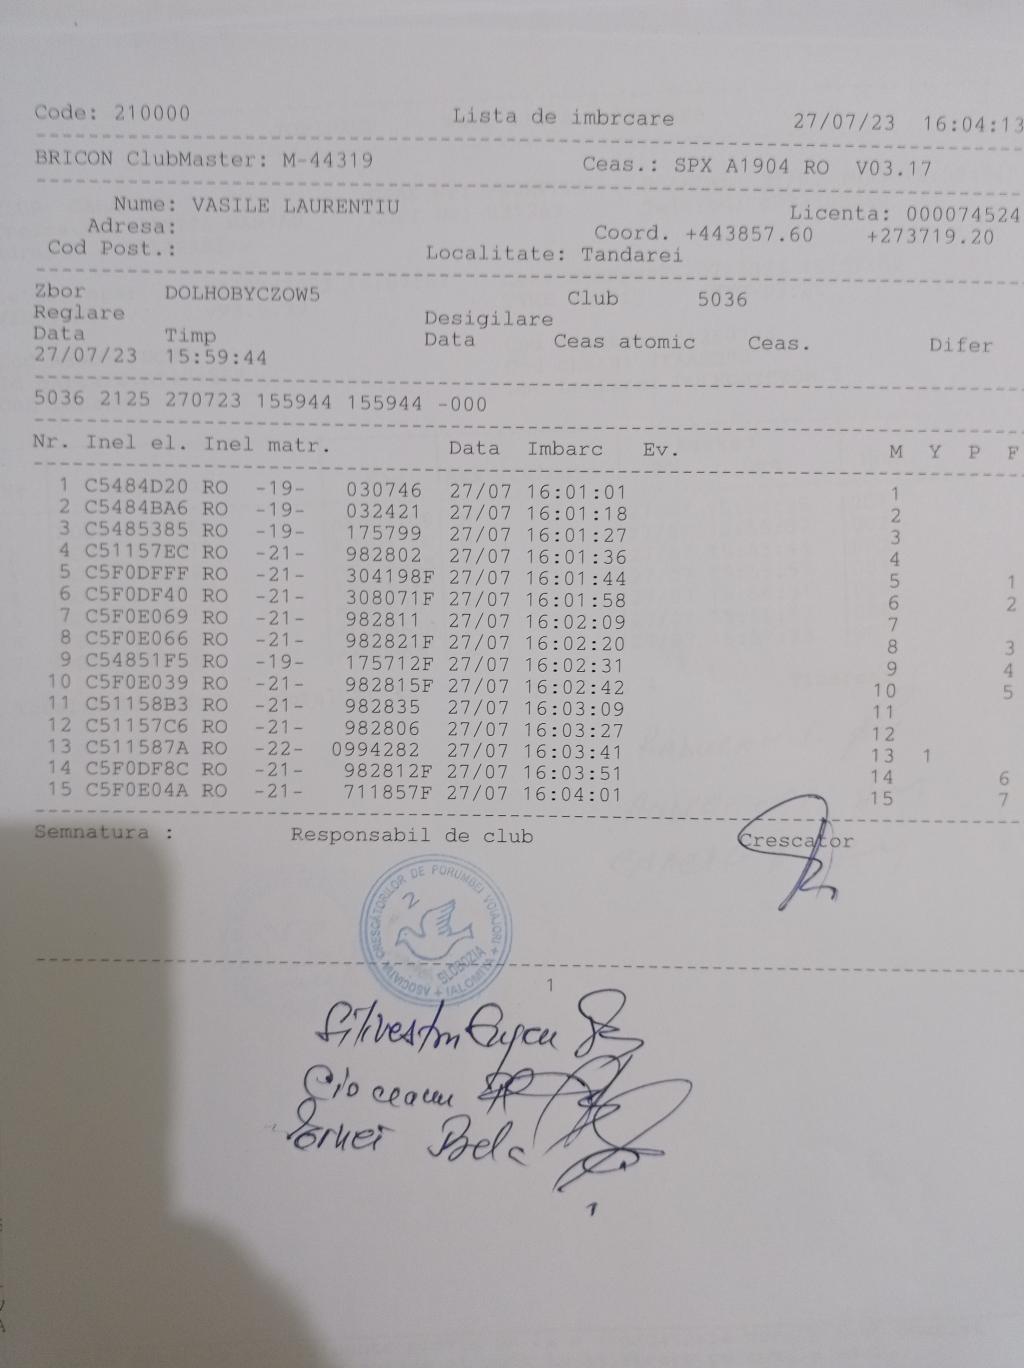 Code: 210000 Lista de imbrcare 27/07/23 16:04:13
BRICON ClubMaster: M-44319 Ceas.: SPX A1904 RO V03.17
Nume: VASILE LAURENTIU Licenta: 000074524
Adresa: Coord. +443857.60 +273719.20
Cod Post.: Localitate: Tandarei
Zbor DOLHOBYCZOW5 Club 5036
Reglare Desigilare
Data Timp Data Ceas atomic Ceas. Difer
27/07/23 15:59:44
5036 2125 270723 155944 155944 -000
Nr. Inel el. Inel matr. Data Imbarc Ev. M Y P F
1 C5484D20 RO -19- 030746 27/07 16:01:01 1
2 C5484BA6 RO -19- 032421 27/07 16:01:18 2
3 C5485385 RO -19- 175799 27/07 16:01:27 3
4 C51157EC RO -21- 982802 27/07 16:01:36 4
5 C5F0DFFF RO -21- 304198F 27/07 16:01:44 5 1
6 C5F0DF40 RO -21- 308071F 27/07 16:01:58 6 2
7 C5F0E069 RO -21- 982811 27/07 16:02:09 7
8 C5F0E066 RO -21- 982821F 27/07 16:02:20 8 3
9 C54851F5 RO -19- 175712F 27/07 16:02:31 9 4
10 C5F0E039 RO -21- 982815F 27/07 16:02:42 10 5
11 C51158B3 RO -21- 982835 27/07 16:03:09 11
12 C51157C6 RO -21- 982806 27/07 16:03:27 12
13 C511587A RO -22- 0994282 27/07 16:03:41 13 1
14 C5F0DF8C RO -21- 982812F 27/07 16:03:51 14 6
15 C5F0E04A RO -21- 711857F 27/07 16:04:01 15 7
Semnatura : Responsabil de club Crescator
ASOCIATIA CRESCĂTORILOR DE PORUMBEI VOIAJORI
2
SLOBOZIA
IALOMITA
1
Bela
1